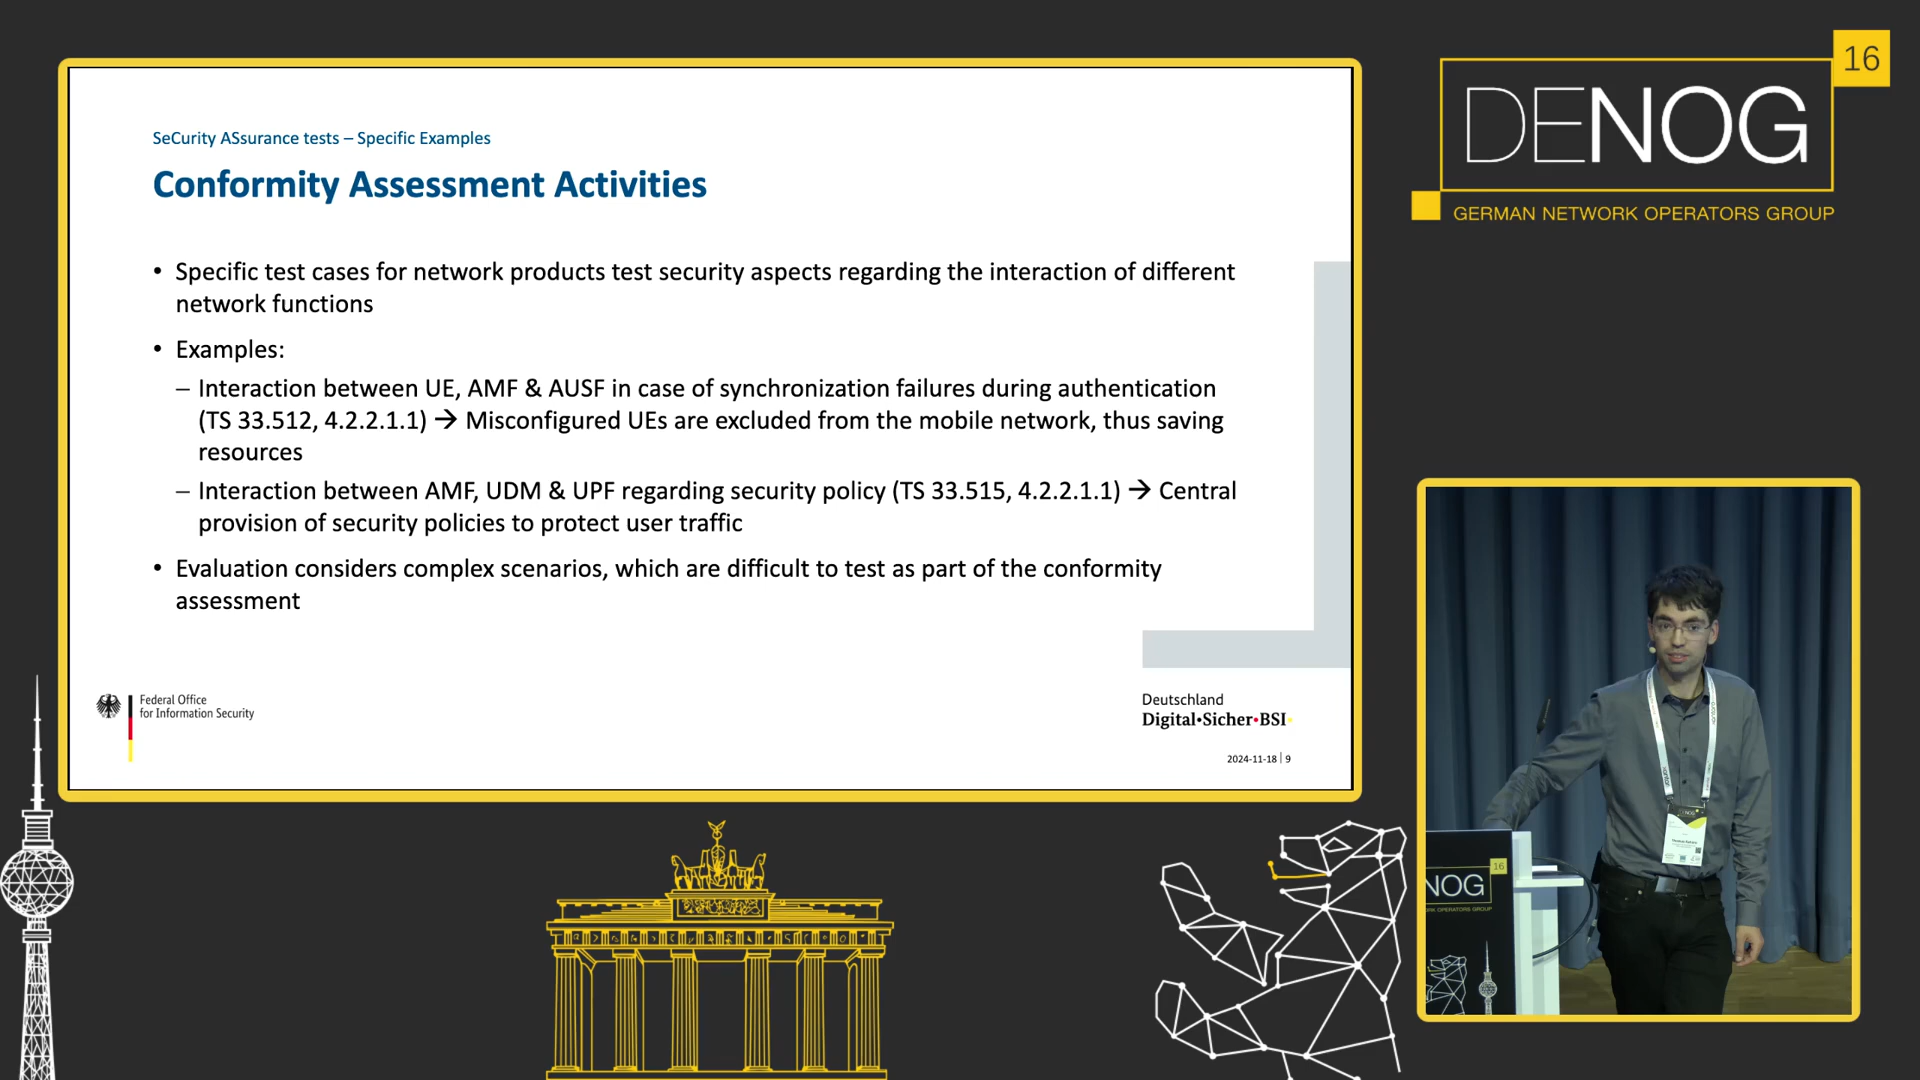 SeCurity ASsurance tests – Specific Examples
Conformity Assessment Activities
• Specific test cases for network products test security aspects regarding the interaction of different
network functions
• Examples:
– Interaction between UE, AMF & AUSF in case of synchronization failures during authentication
(TS 33.512, 4.2.2.1.1) → Misconfigured UEs are excluded from the mobile network, thus saving
resources
– Interaction between AMF, UDM & UPF regarding security policy (TS 33.515, 4.2.2.1.1) → Central
provision of security policies to protect user traffic
• Evaluation considers complex scenarios, which are difficult to test as part of the conformity
assessment
Federal Office
for Information Security
Deutschland
Digital•Sicher•BSI•
2024-11-18 | 9
16
DENOG
GERMAN NETWORK OPERATORS GROUP
16
NOG
RK OPERATORS GROUP